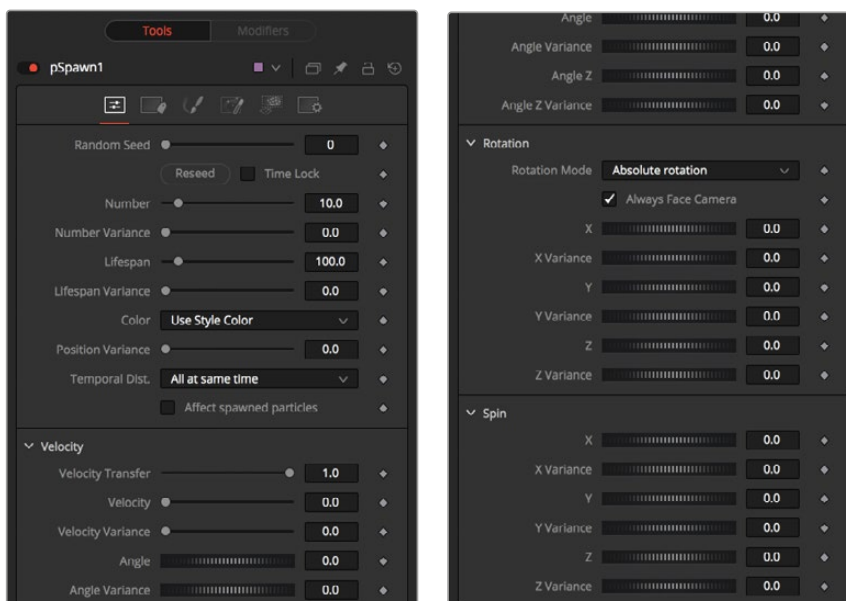 Tools Modifiers
pSpawn1
Random Seed 0
Reseed Time Lock
Number 10.0
Number Variance 0.0
Lifespan 100.0
Lifespan Variance 0.0
Color Use Style Color
Position Variance 0.0
Temporal Dist. All at same time
Affect spawned particles
Velocity
Velocity Transfer 1.0
Velocity 0.0
Velocity Variance 0.0
Angle 0.0
Angle Variance 0.0
Angle 0.0
Angle Variance 0.0
Angle Z 0.0
Angle Z Variance 0.0
Rotation
Rotation Mode Absolute rotation
Always Face Camera
X 0.0
X Variance 0.0
Y 0.0
Y Variance 0.0
Z 0.0
Z Variance 0.0
Spin
X 0.0
X Variance 0.0
Y 0.0
Y Variance 0.0
Z 0.0
Z Variance 0.0